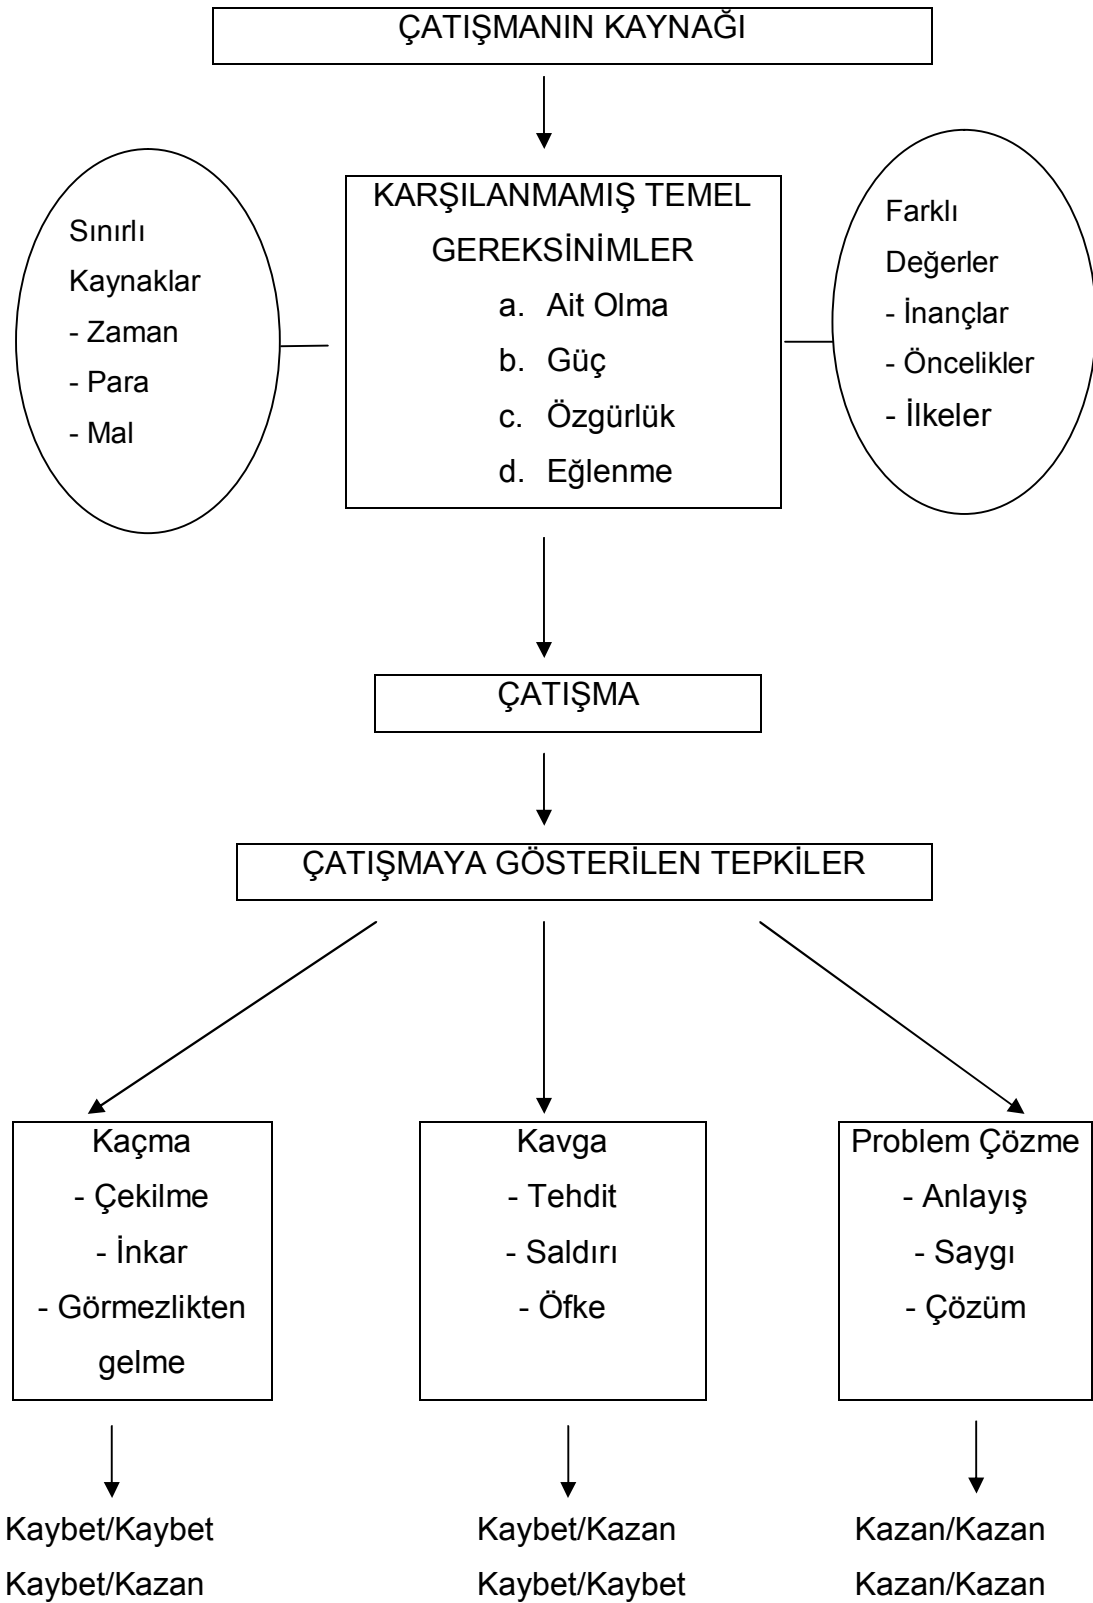 ÇATIŞMANIN KAYNAĞI
Sınırlı
Kaynaklar
- Zaman
- Para
- Mal
KARŞILANMAMIŞ TEMEL
GEREKSİNİMLER
a. Ait Olma
b. Güç
c. Özgürlük
d. Eğlenme
Farklı
Değerler
- İnançlar
- Öncelikler
- İlkeler
ÇATIŞMA
ÇATIŞMAYA GÖSTERİLEN TEPKİLER
Kaçma
- Çekilme
- İnkar
- Görmezlikten
gelme
Kavga
- Tehdit
- Saldırı
- Öfke
Problem Çözme
- Anlayış
- Saygı
- Çözüm
Kaybet/Kaybet
Kaybet/Kazan
Kaybet/Kazan
Kaybet/Kaybet
Kazan/Kazan
Kazan/Kazan